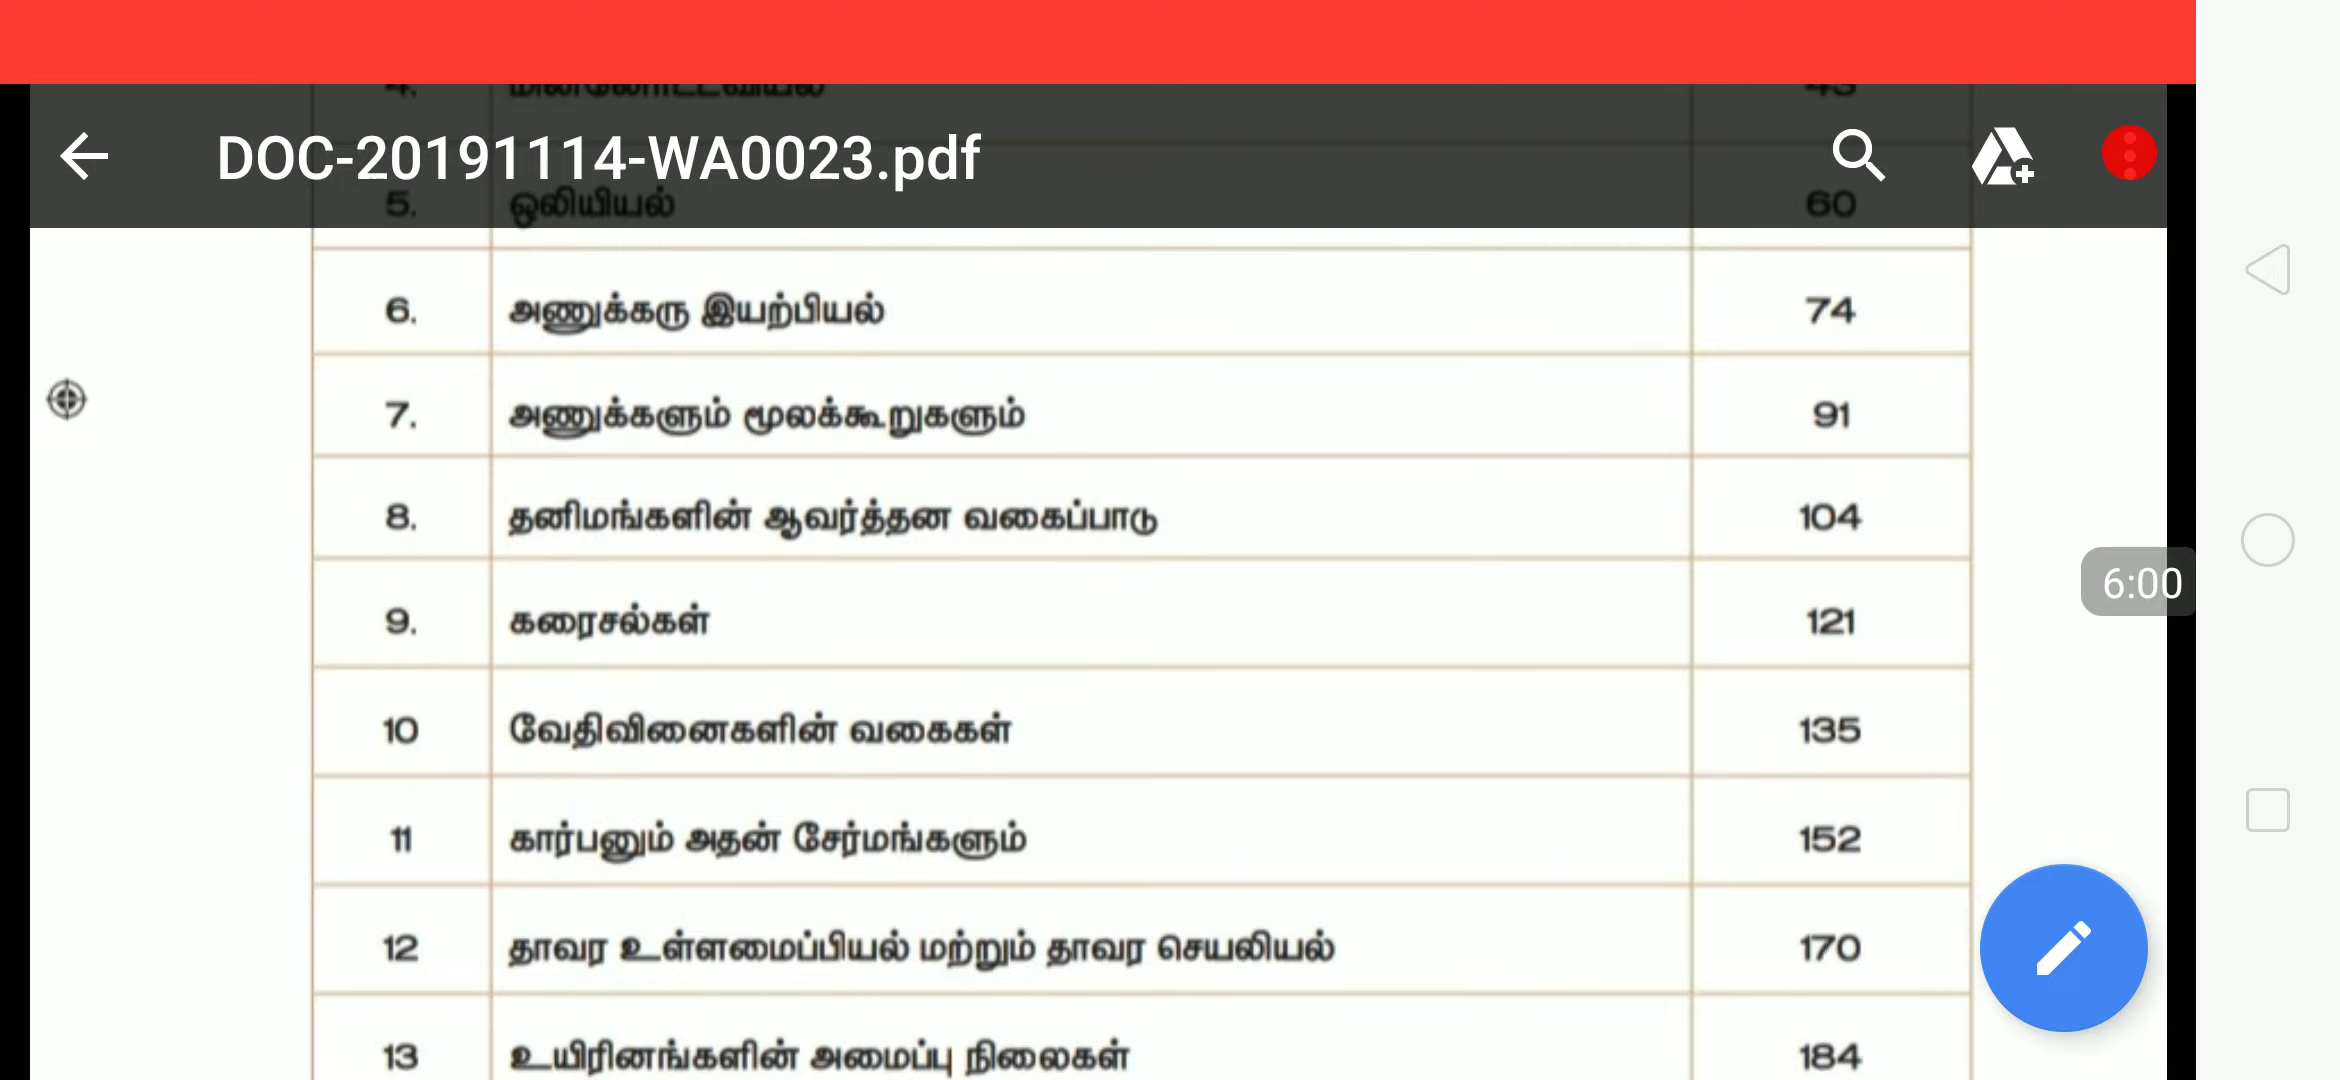 DOC-20191114-WA0023.pdf
5. ஒலியியல் 60
6. அணுக்கரு இயற்பியல் 74
7. அணுக்களும் மூலக்கூறுகளும் 91
8. தனிமங்களின் ஆவர்த்தன வகைப்பாடு 104
9. கரைசல்கள் 121
10 வேதிவினைகளின் வகைகள் 135
11 கார்பனும் அதன் சேர்மங்களும் 152
12 தாவர உள்ளமைப்பியல் மற்றும் தாவர செயலியல் 170
13 உயிரினங்களின் அமைப்பு நிலைகள் 184
6:00